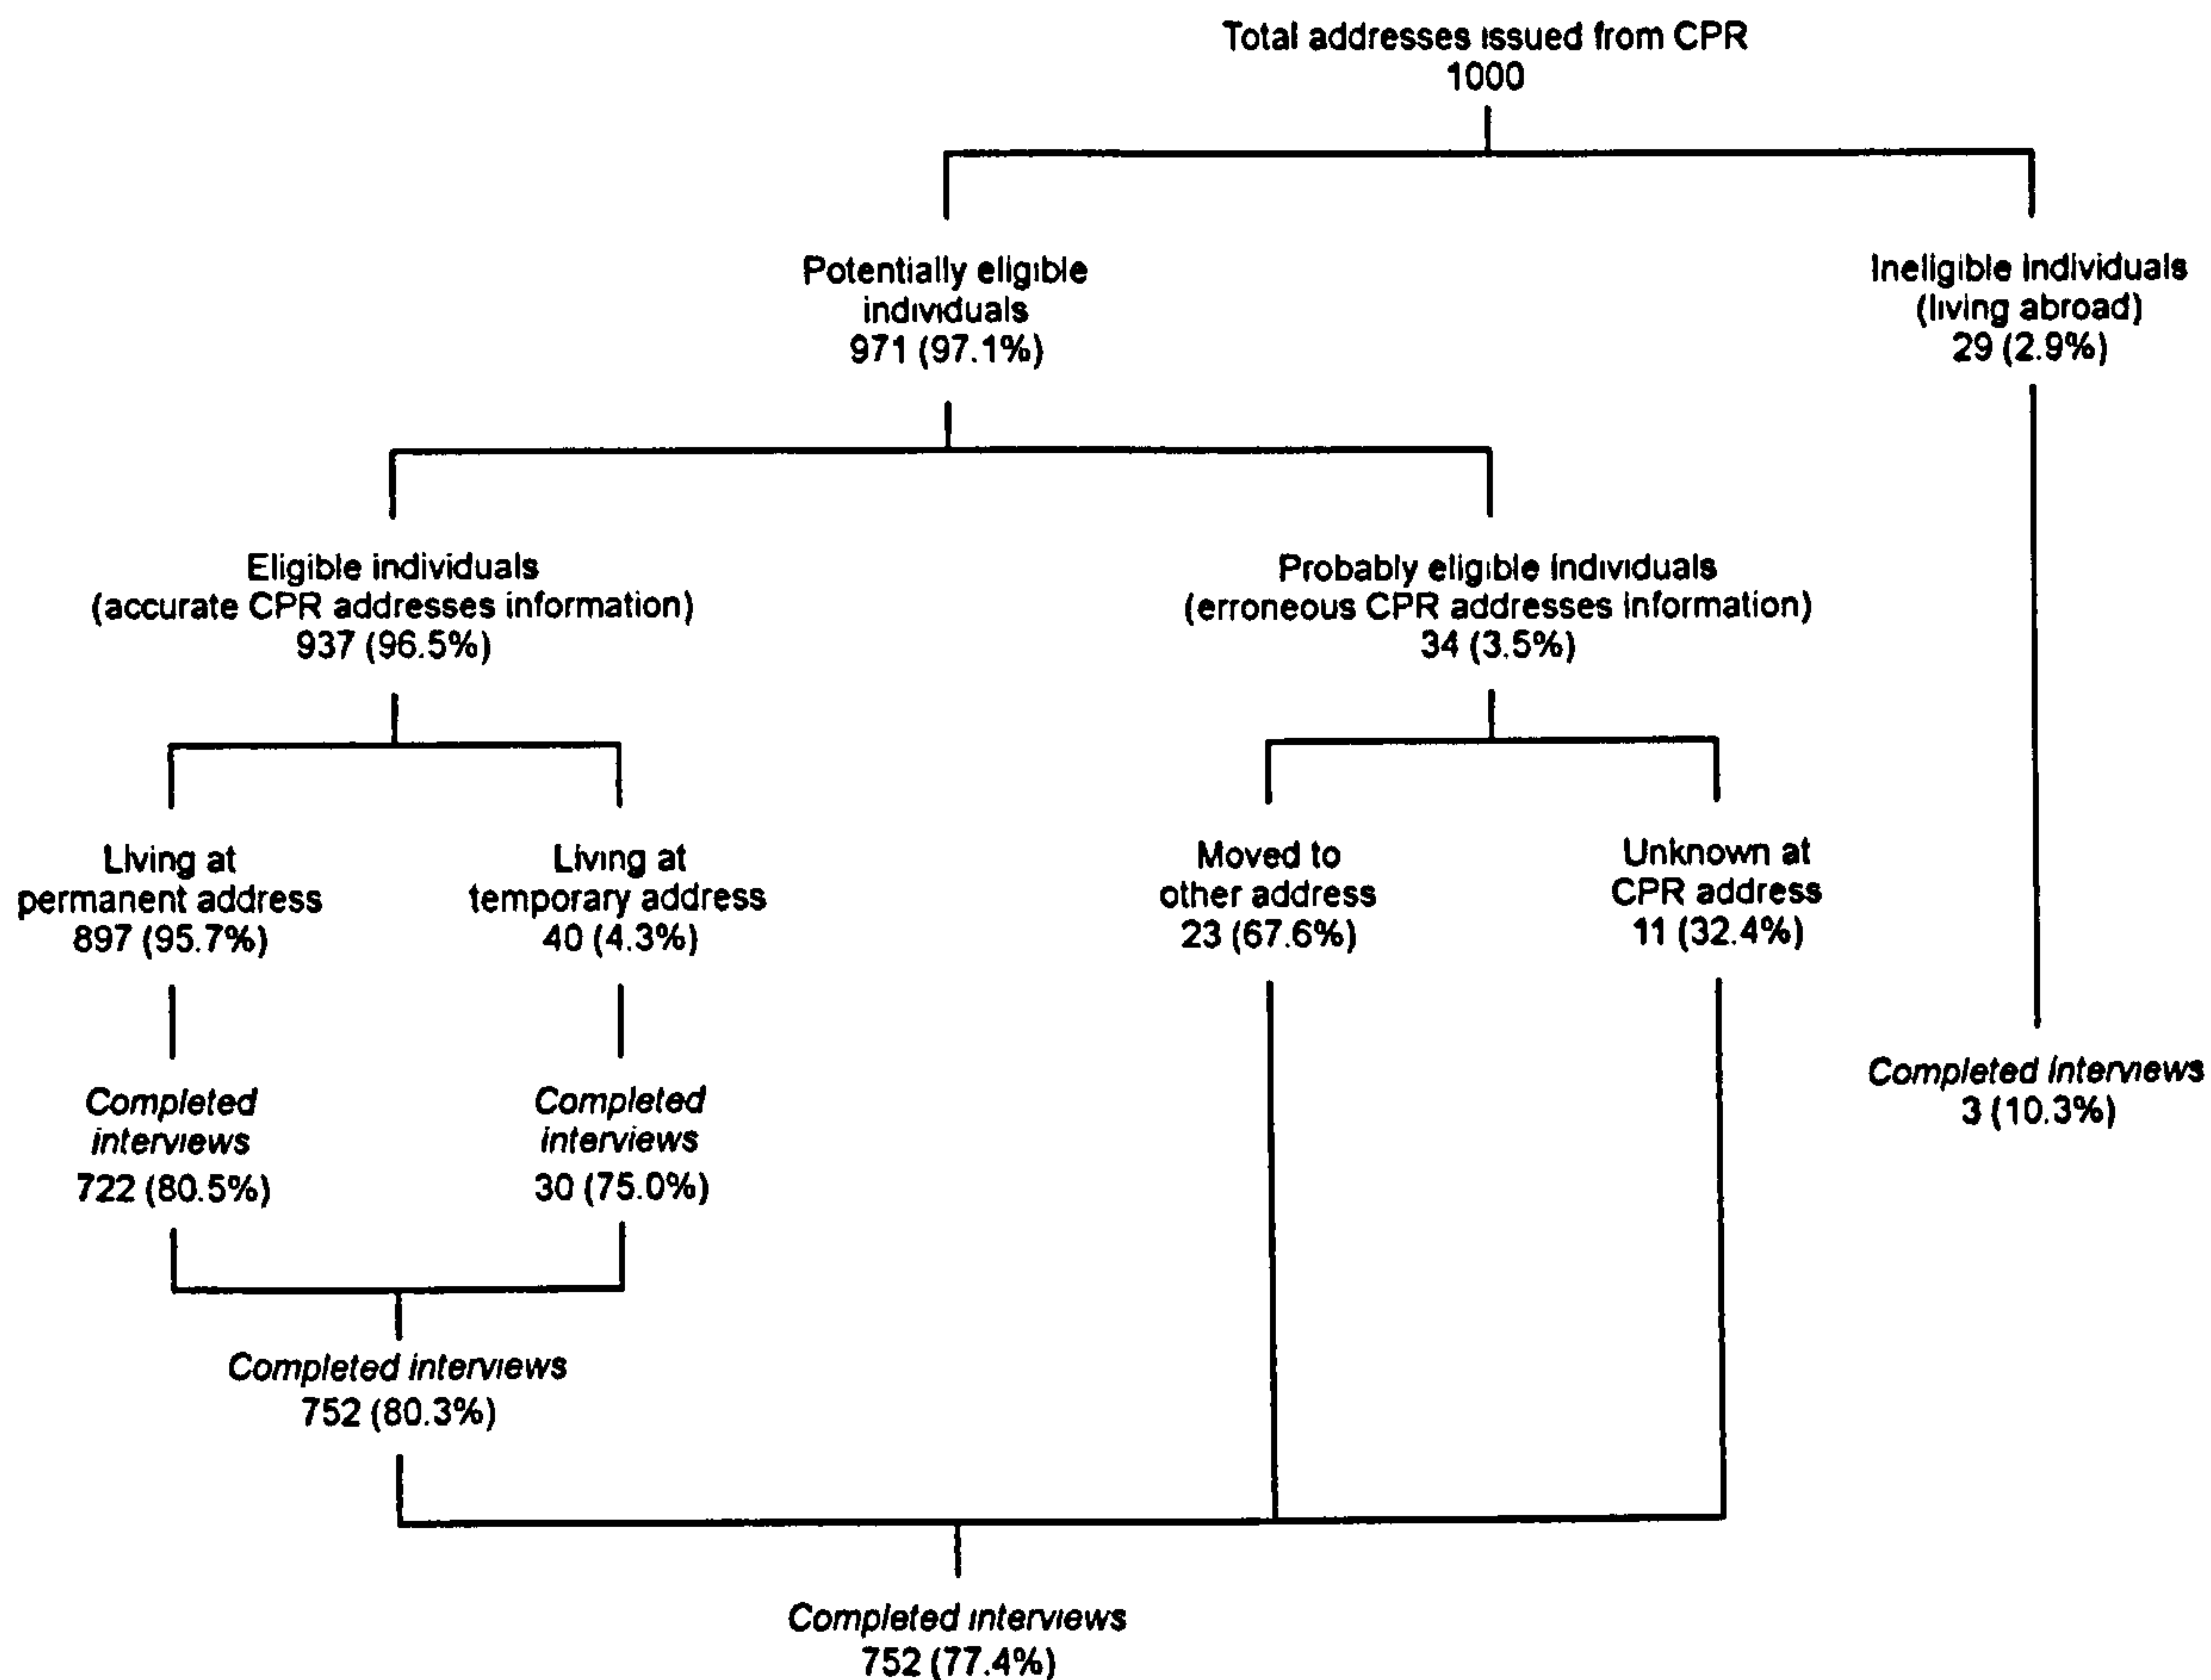 Total addresses issued from CPR
1000
Potentially eligible
individuals
971 (97.1%)
Ineligible individuals
(living abroad)
29 (2.9%)
Eligible individuals
(accurate CPR addresses information)
937 (96.5%)
Probably eligible individuals
(erroneous CPR addresses information)
34 (3.5%)
Living at
permanent address
897 (95.7%)
Living at
temporary address
40 (4.3%)
Moved to
other address
23 (67.6%)
Unknown at
CPR address
11 (32.4%)
Completed
interviews
722 (80.5%)
Completed
interviews
30 (75.0%)
Completed interviews
3 (10.3%)
Completed interviews
752 (80.3%)
Completed interviews
752 (77.4%)